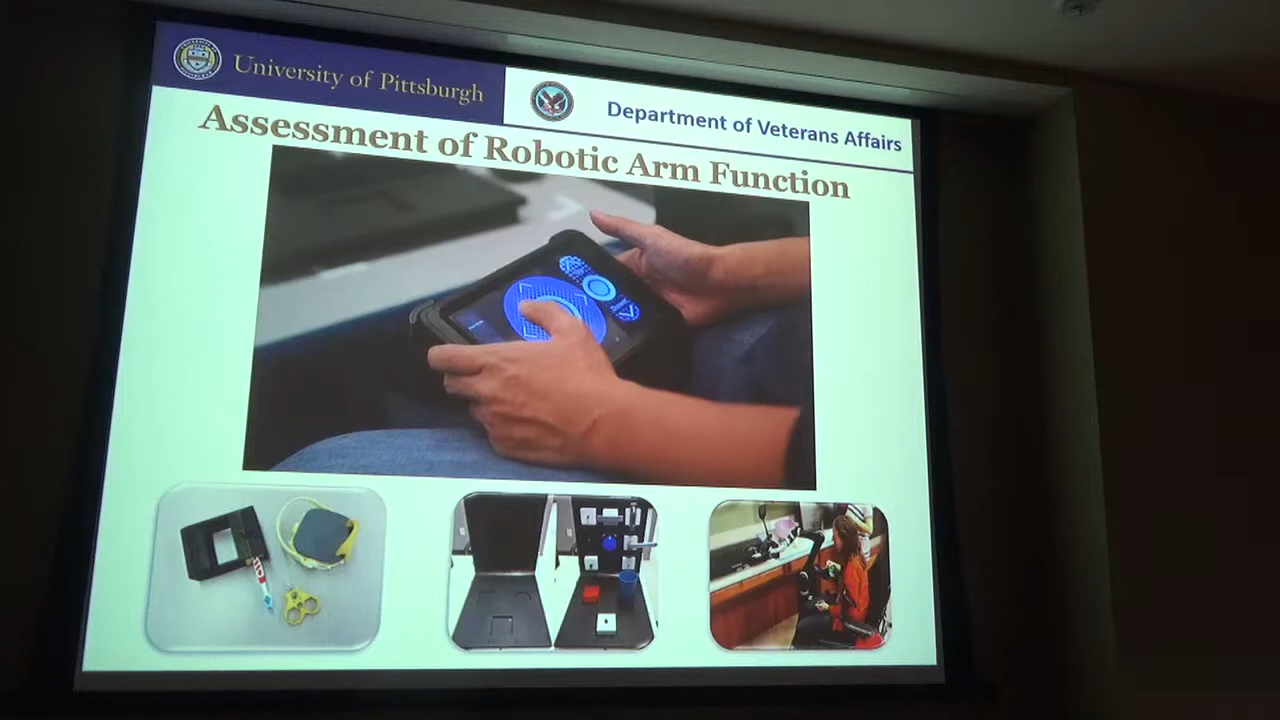 University of Pittsburgh
Department of Veterans Affairs
Assessment of Robotic Arm Function